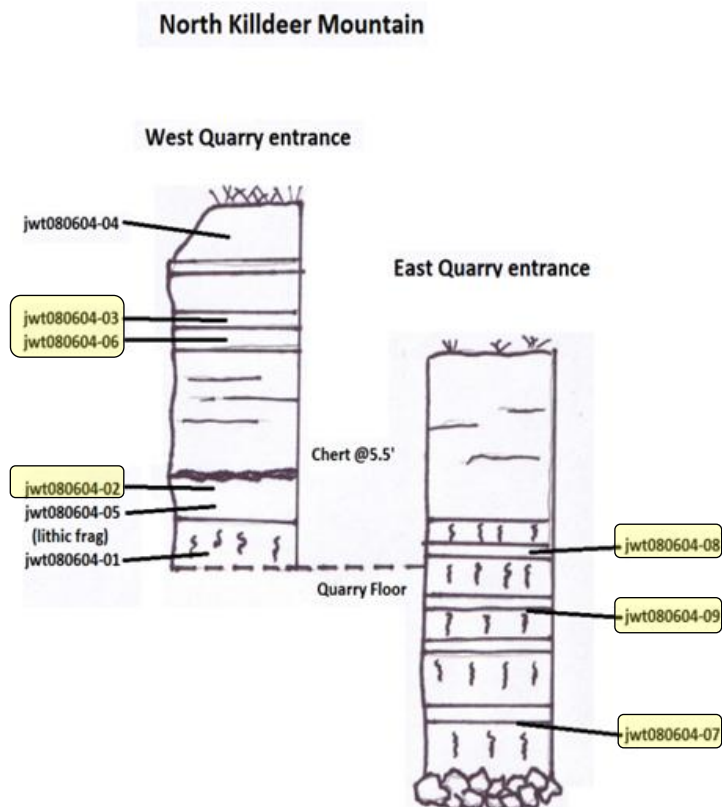 North Killdeer Mountain
West Quarry entrance
jwt080604-04
East Quarry entrance
jwt080604-03
jwt080604-06
Chert @5.5'
jwt080604-02
jwt080604-05
(lithic frag)
jwt080604-01
Quarry Floor
jwt080604-08
jwt080604-09
jwt080604-07